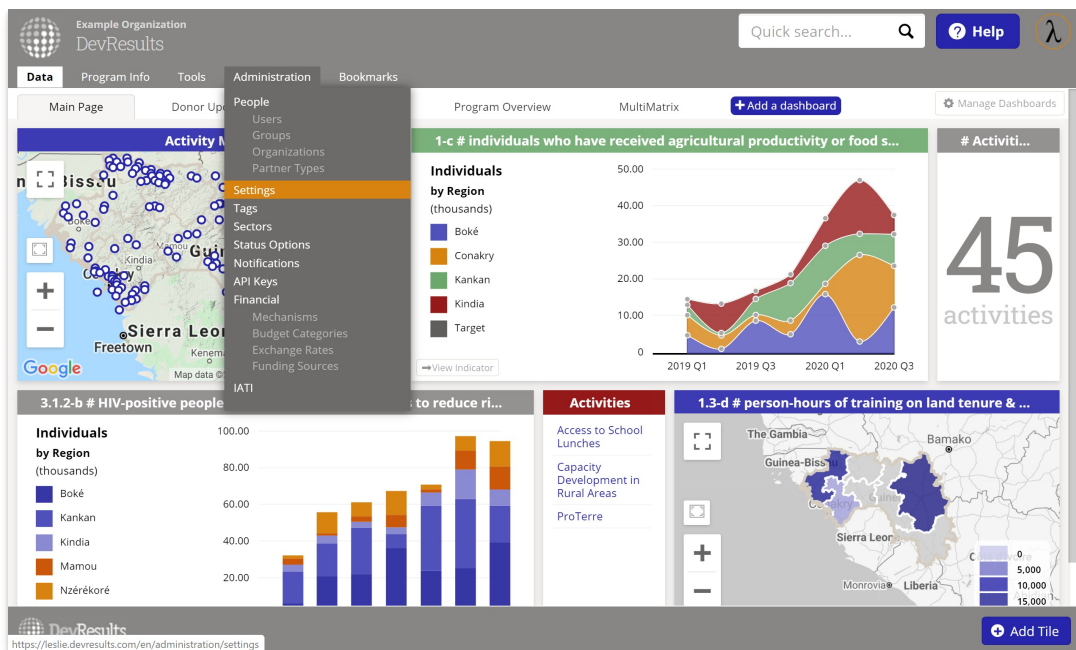 Example Organization
DevResults
Quick search...
? Help
λ
Data
Program Info
Tools
Administration
Bookmarks
Main Page
Program Overview
MultiMatrix
+ Add a dashboard
Manage Dashboards
People
Users
Groups
Organizations
Partner Types
Settings
Tags
Sectors
Status Options
Notifications
API Keys
Financial
Mechanisms
Budget Categories
Exchange Rates
Funding Sources
IATI
Activity
Boke
Kindia
Mamou
Freetown
Google
Map data
1-c # individuals who have received agricultural productivity or food s...
Individuals
by Region
(thousands)
Boké
Conakry
Kankan
Kindia
Target
View Indicator
50.00
40.00
30.00
20.00
10.00
0
2019 Q1
2019 Q3
2020 Q1
2020 Q3
# Activiti...
45
activities
3.1.2-b # HIV-positive people
s to reduce ri...
Individuals
by Region
(thousands)
Boké
Kankan
Kindia
Mamou
Nzérékoré
100.00
80.00
60.00
40.00
20.00
Activities
Access to School
Lunches
Capacity
Development in
Rural Areas
ProTerre
1.3-d # person-hours of training on land tenure & ...
The Gambia
Bamako
Guinea-Bissau
Sierra Leone
Monrovia
Liberia
0
5,000
10,000
15,000
DevResults
Add Tile
https://leslie.devresults.com/en/administration/settings